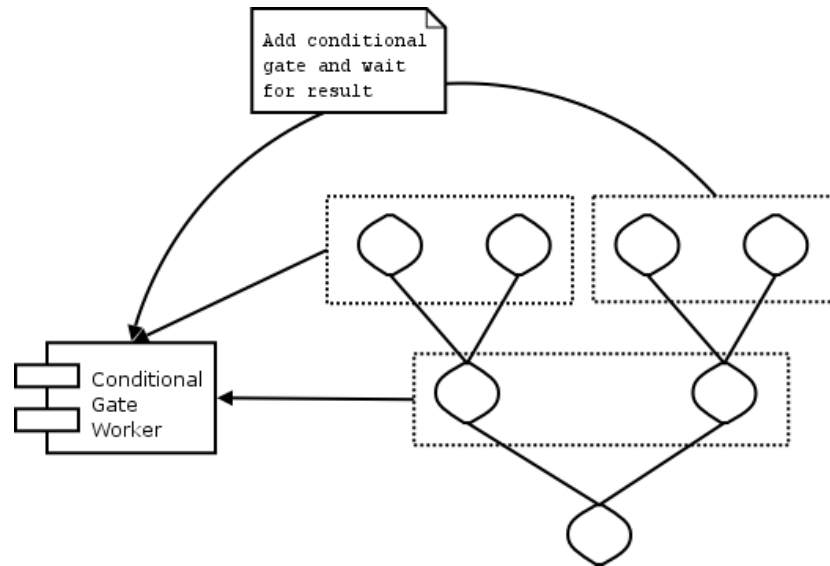 Add conditional
gate and wait
for result
Conditional
Gate
Worker